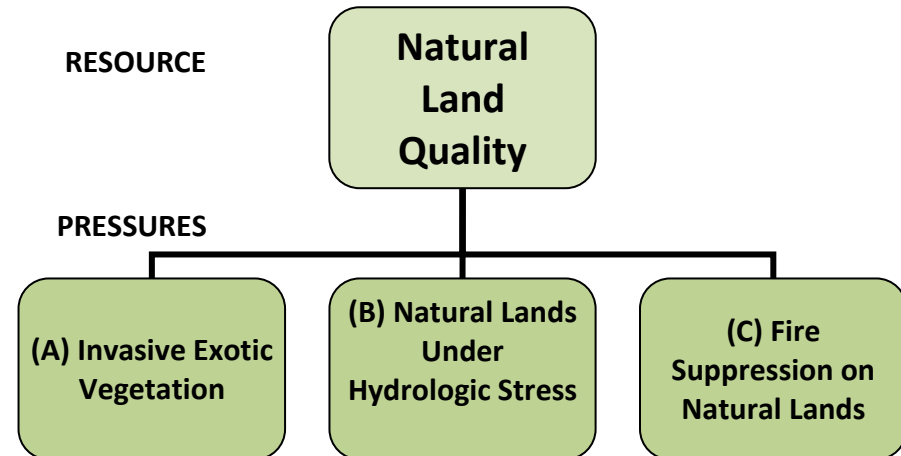 RESOURCE
Natural
Land
Quality
PRESSURES
(A) Invasive Exotic
Vegetation
(B) Natural Lands
Under
Hydrologic Stress
(C) Fire
Suppression on
Natural Lands